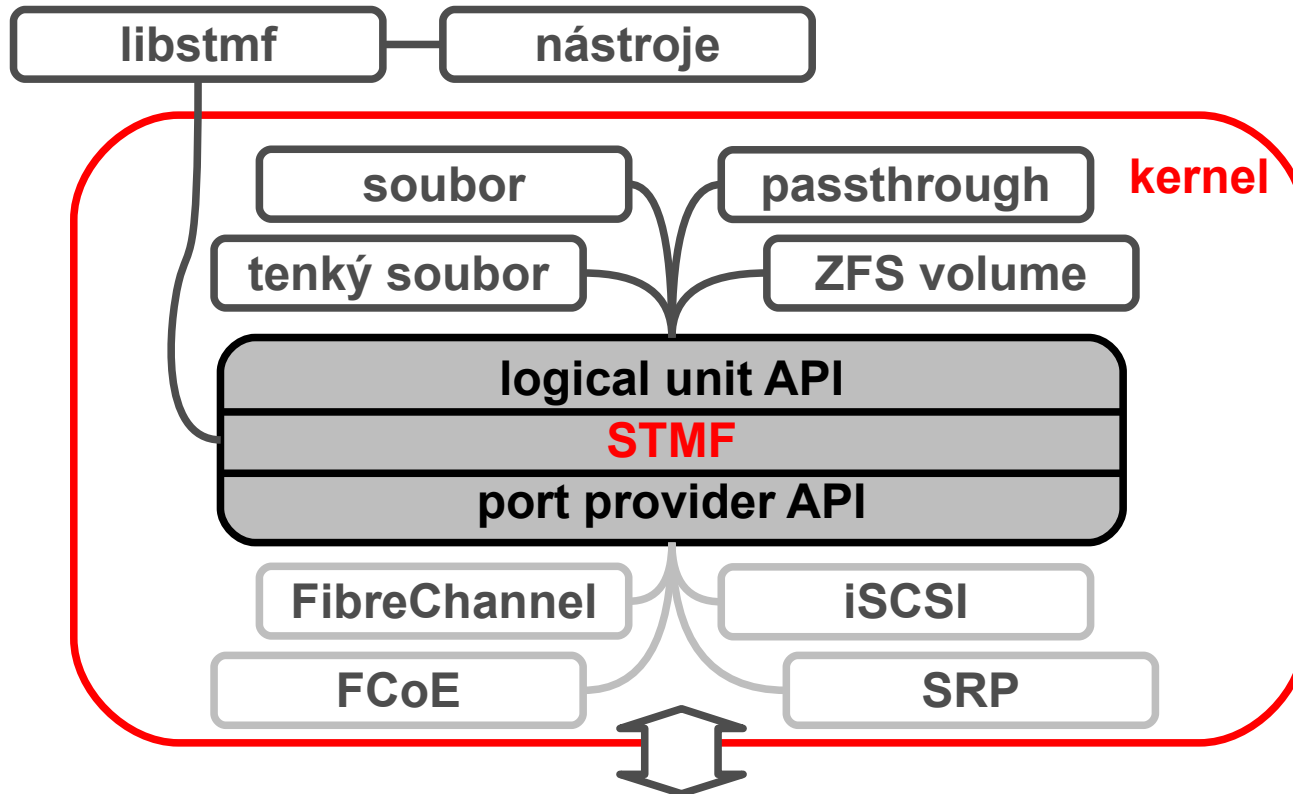 libstmf
nástroje
kernel
soubor
passthrough
tenký soubor
ZFS volume
logical unit API
STMF
port provider API
FibreChannel
iSCSI
FCoE
SRP